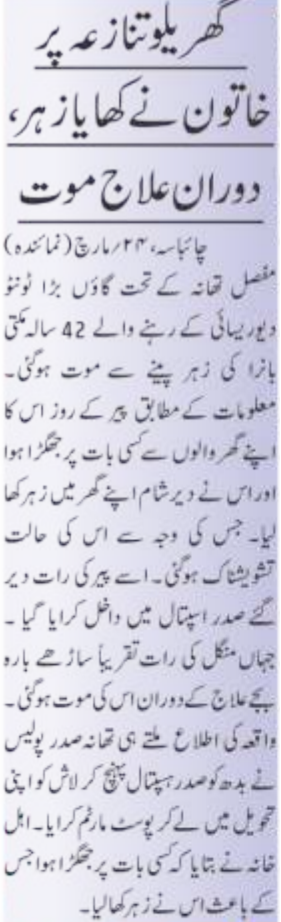 گھریلو تنازعہ پر
خاتون نے کھایا زہر،
دوران علاج موت
چائباسہ، ۲۴؍مارچ (نمائندہ)
مفصل تھانہ کے تحت گاؤں بڑا ٹونٹو
دیوریسائی کے رہنے والے 42 سالہ مکتی
بانرا کی زہر پینے سے موت ہوگئی۔
معلومات کے مطابق پیر کے روز اس کا
اپنے گھر والوں سے کسی بات پر جھگڑا ہوا
اور اس نے دیر شام اپنے گھر میں زہر کھا
لیا۔ جس کی وجہ سے اس کی حالت
تشویشناک ہوگئی۔ اسے پیر کی رات دیر
گئے صدر اسپتال میں داخل کرایا گیا ۔
جہاں منگل کی رات تقریباً ساڑھے بارہ
بجے علاج کے دوران اس کی موت ہوگئی۔
واقعہ کی اطلاع ملتے ہی تھانہ صدر پولیس
نے بدھ کو صدر ہسپتال پہنچ کر لاش کو اپنی
تحویل میں لے کر پوسٹ مارٹم کرایا۔ اہل
خانہ نے بتایا کہ کسی بات پر جھگڑا ہوا جس
کے باعث اس نے زہر کھا لیا۔